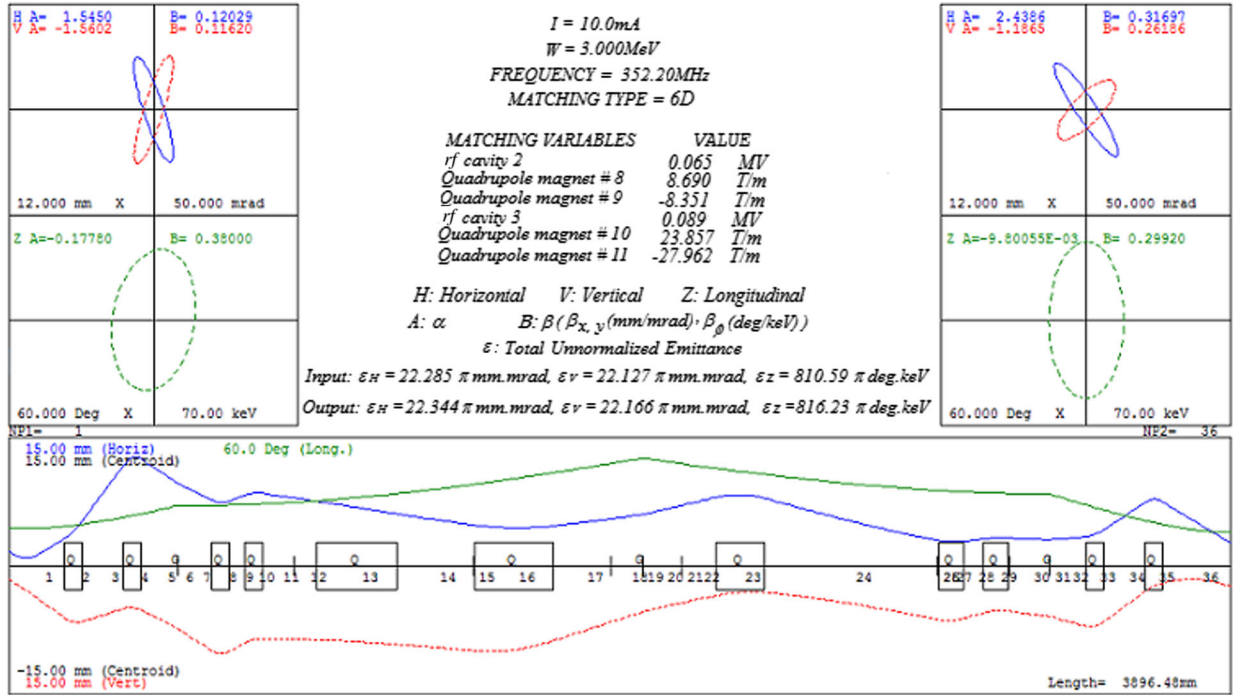 H A= 1.5450 B= 0.12029
V A= -1.5602 B= 0.11620
12.000 mm X 50.000 mrad
Z A=-0.17780 B= 0.38000
60.000 Deg X 70.00 keV
NP1= 1
I = 10.0mA
W = 3.000MeV
FREQUENCY = 352.20MHz
MATCHING TYPE = 6D
MATCHING VARIABLES VALUE
rf cavity 2 0.065 MV
Quadrupole magnet # 8 8.690 T/m
Quadrupole magnet # 9 -8.351 T/m
rf cavity 3 0.089 MV
Quadrupole magnet # 10 23.857 T/m
Quadrupole magnet # 11 -27.962 T/m
H: Horizontal V: Vertical Z: Longitudinal
A: α B: β ( βx, y (mm/mrad), βφ (deg/keV) )
ε: Total Unnormalized Emittance
Input: εH = 22.285 π mm.mrad, εv = 22.127 π mm.mrad, εz = 810.59 π deg.keV
Output: εH = 22.344 π mm.mrad, εv = 22.166 π mm.mrad, εz =816.23 π deg.keV
H A= 2.4386 B= 0.31697
V A= -1.1865 B= 0.26186
12.000 mm X 50.000 mrad
Z A=-9.80055E-03 B= 0.29920
60.000 Deg X 70.00 keV
NP2= 36
15.00 mm (Horiz) 60.0 Deg (Long.)
15.00 mm (Centroid)
Q Q G Q Q Q Q G Q Q Q G Q Q
1 2 3 4 5 6 7 8 9 10 11 12 13 14 15 16 17 18 19 20 21 22 23 24 26 27 28 29 30 31 32 33 34 35 36
-15.00 mm (Centroid)
15.00 mm (Vert)
Length= 3896.48mm